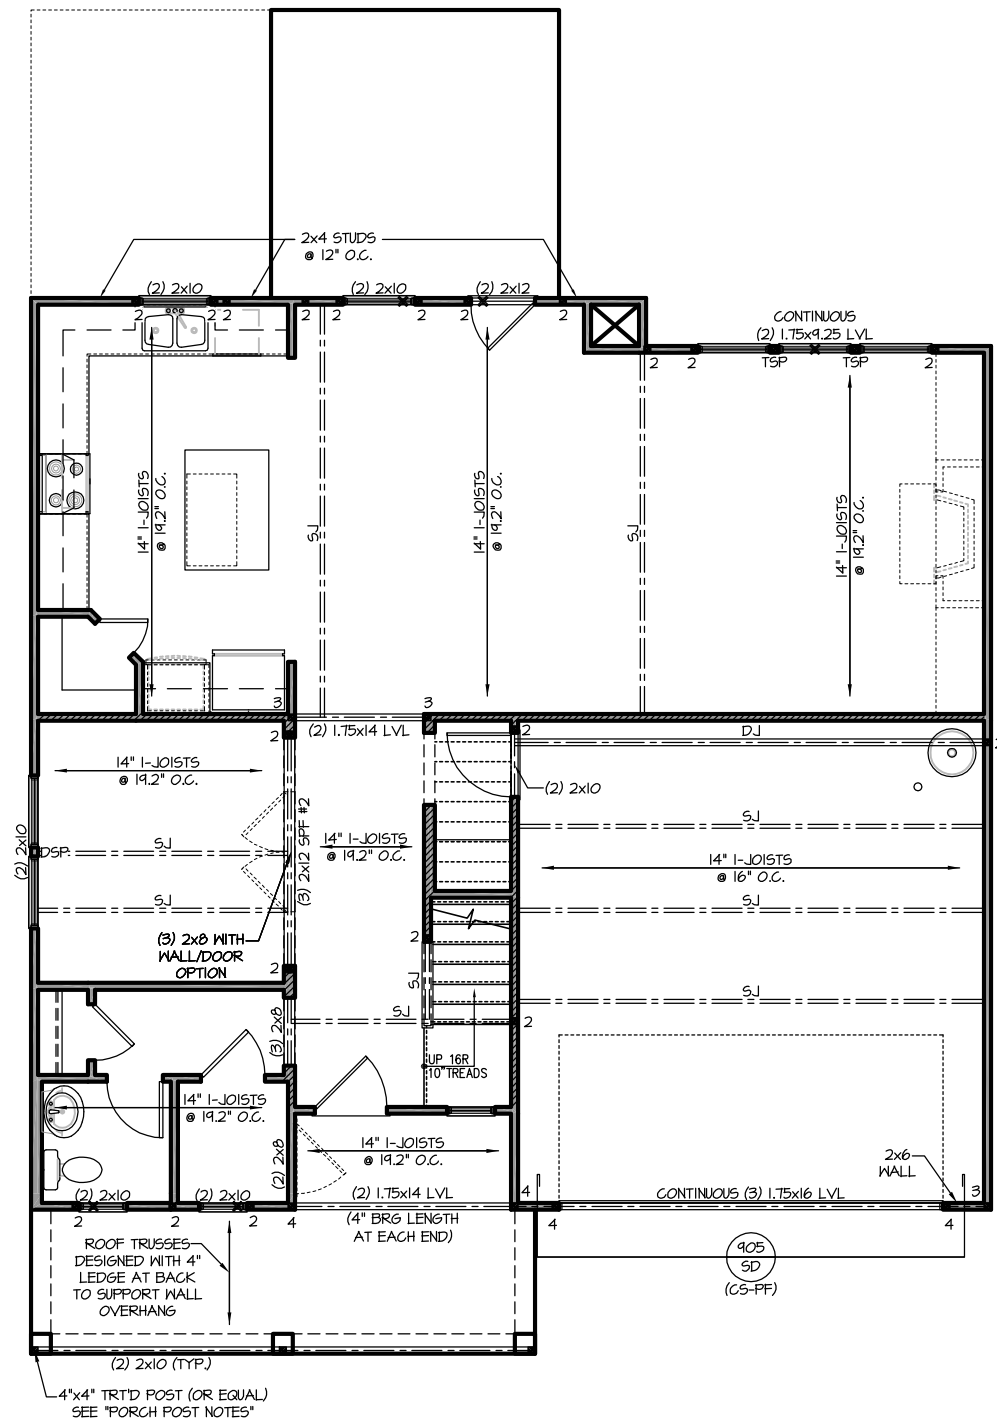 2x4 STUDS
@ 12" O.C.
(2) 2x10
(2) 2x10
(2) 2x12
2
2
2
2
2
2
2
2
CONTINUOUS
(2) 1.75x9.25 LVL
2
2
TSP
TSP
2
14" I-JOISTS
@ 19.2" O.C.
SJ
14" I-JOISTS
@ 19.2" O.C.
SJ
14" I-JOISTS
@ 19.2" O.C.
3
3
2
(2) 1.75x14 LVL
2
DJ
2
14" I-JOISTS
@ 19.2" O.C.
(2) 2x10
(2) 2x10
DSP
SJ
SJ
(3) 2x12 SPF #2
14" I-JOISTS
@ 19.2" O.C.
SJ
14" I-JOISTS
@ 16" O.C.
SJ
(3) 2x8 WITH
WALL/DOOR
OPTION
2
2
SJ
SJ
(3) 2x8
SJ
2
UP 16R
10"TREADS
14" I-JOISTS
@ 19.2" O.C.
14" I-JOISTS
@ 19.2" O.C.
(2) 2x8
2x6
WALL
(2) 2x10
(2) 2x10
(2) 1.75x14 LVL
4
CONTINUOUS (3) 1.75x16 LVL
3
2
2
2
4
(4" BRG LENGTH
AT EACH END)
4
4
ROOF TRUSSES
DESIGNED WITH 4"
LEDGE AT BACK
TO SUPPORT WALL
OVERHANG
905
SD
(CS-PF)
(2) 2x10 (TYP.)
4"x4" TRT'D POST (OR EQUAL)
SEE "PORCH POST NOTES"